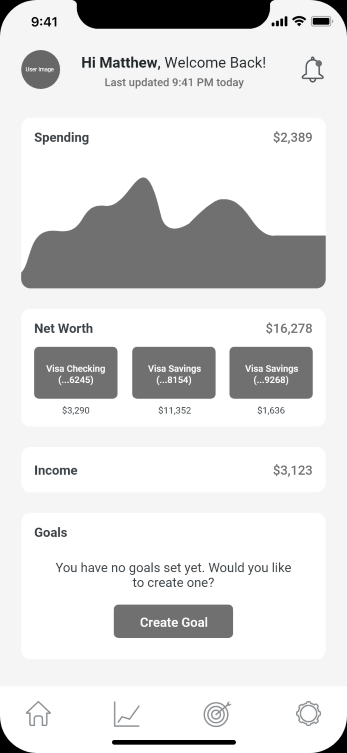 9:41
User Image
Hi Matthew, Welcome Back!
Last updated 9:41 PM today
Spending
$2,389
Net Worth
$16,278
Visa Checking
(...6245)
Visa Savings
(...8154)
Visa Savings
(...9268)
$3,290
$11,352
$1,636
Income
$3,123
Goals
You have no goals set yet. Would you like
to create one?
Create Goal